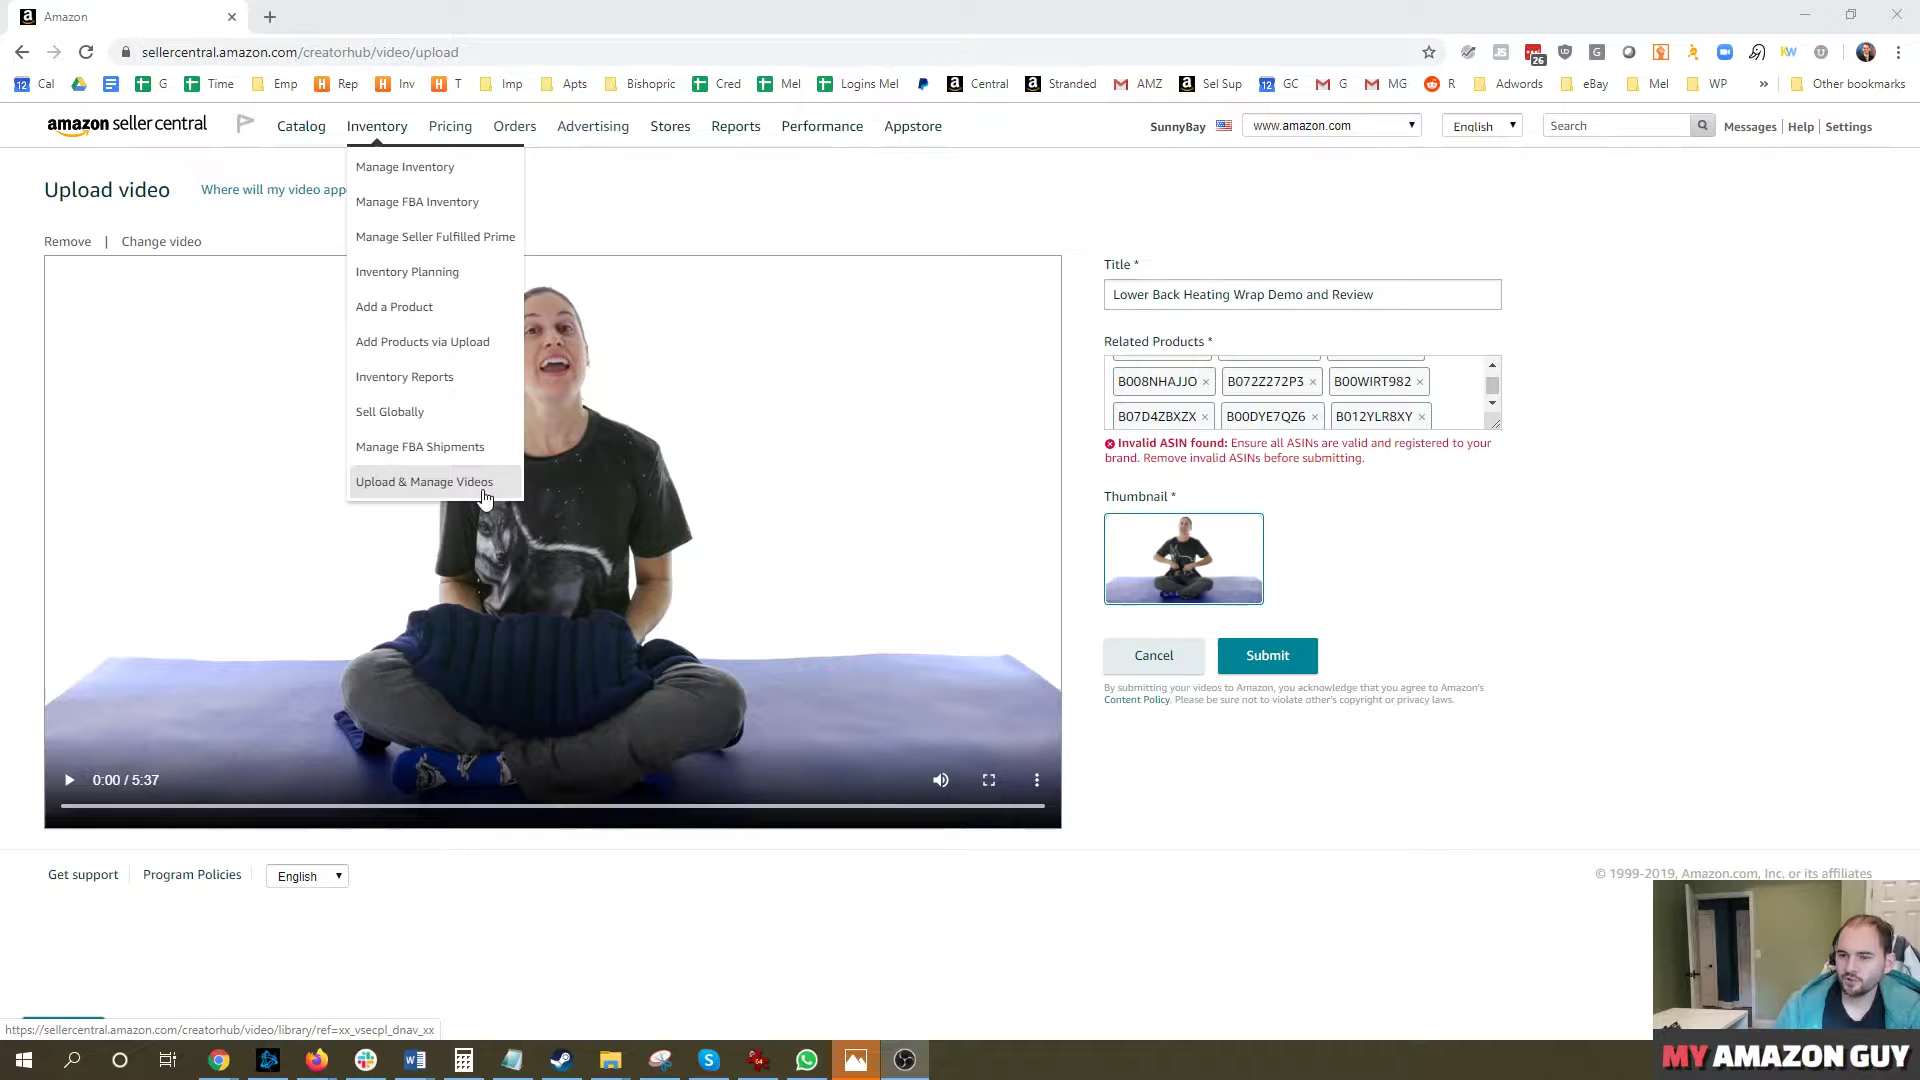 Amazon
sellercentral.amazon.com/creatorhub/video/upload
26
12 Cal G Time Emp Rep Inv T Imp Apts Bishopric Cred Mel Logins Mel Central Stranded AMZ Sel Sup 12 GC G MG R Adwords eBay Mel WP » Other bookmarks
amazon seller central Catalog Inventory Pricing Orders Advertising Stores Reports Performance Appstore SunnyBay www.amazon.com English Search Messages | Help | Settings
Manage Inventory
Manage FBA Inventory
Manage Seller Fulfilled Prime
Inventory Planning
Add a Product
Add Products via Upload
Inventory Reports
Sell Globally
Manage FBA Shipments
Upload & Manage Videos
Upload video Where will my video app
Remove | Change video
0:00 / 5:37
Title *
Lower Back Heating Wrap Demo and Review
Related Products *
B008NHAJJO × B072Z272P3 × B00WIRT982 ×
B07D4ZBXZX × B00DYE7QZ6 × B012YLR8XY ×
Invalid ASIN found: Ensure all ASINs are valid and registered to your
brand. Remove invalid ASINs before submitting.
Thumbnail *
Cancel Submit
By submitting your videos to Amazon, you acknowledge that you agree to Amazon's
Content Policy. Please be sure not to violate other's copyright or privacy laws.
Get support Program Policies English © 1999-2019, Amazon.com, Inc. or its affiliates
https://sellercentral.amazon.com/creatorhub/video/library/ref=xx_vsecpl_dnav_xx
MY AMAZON GUY